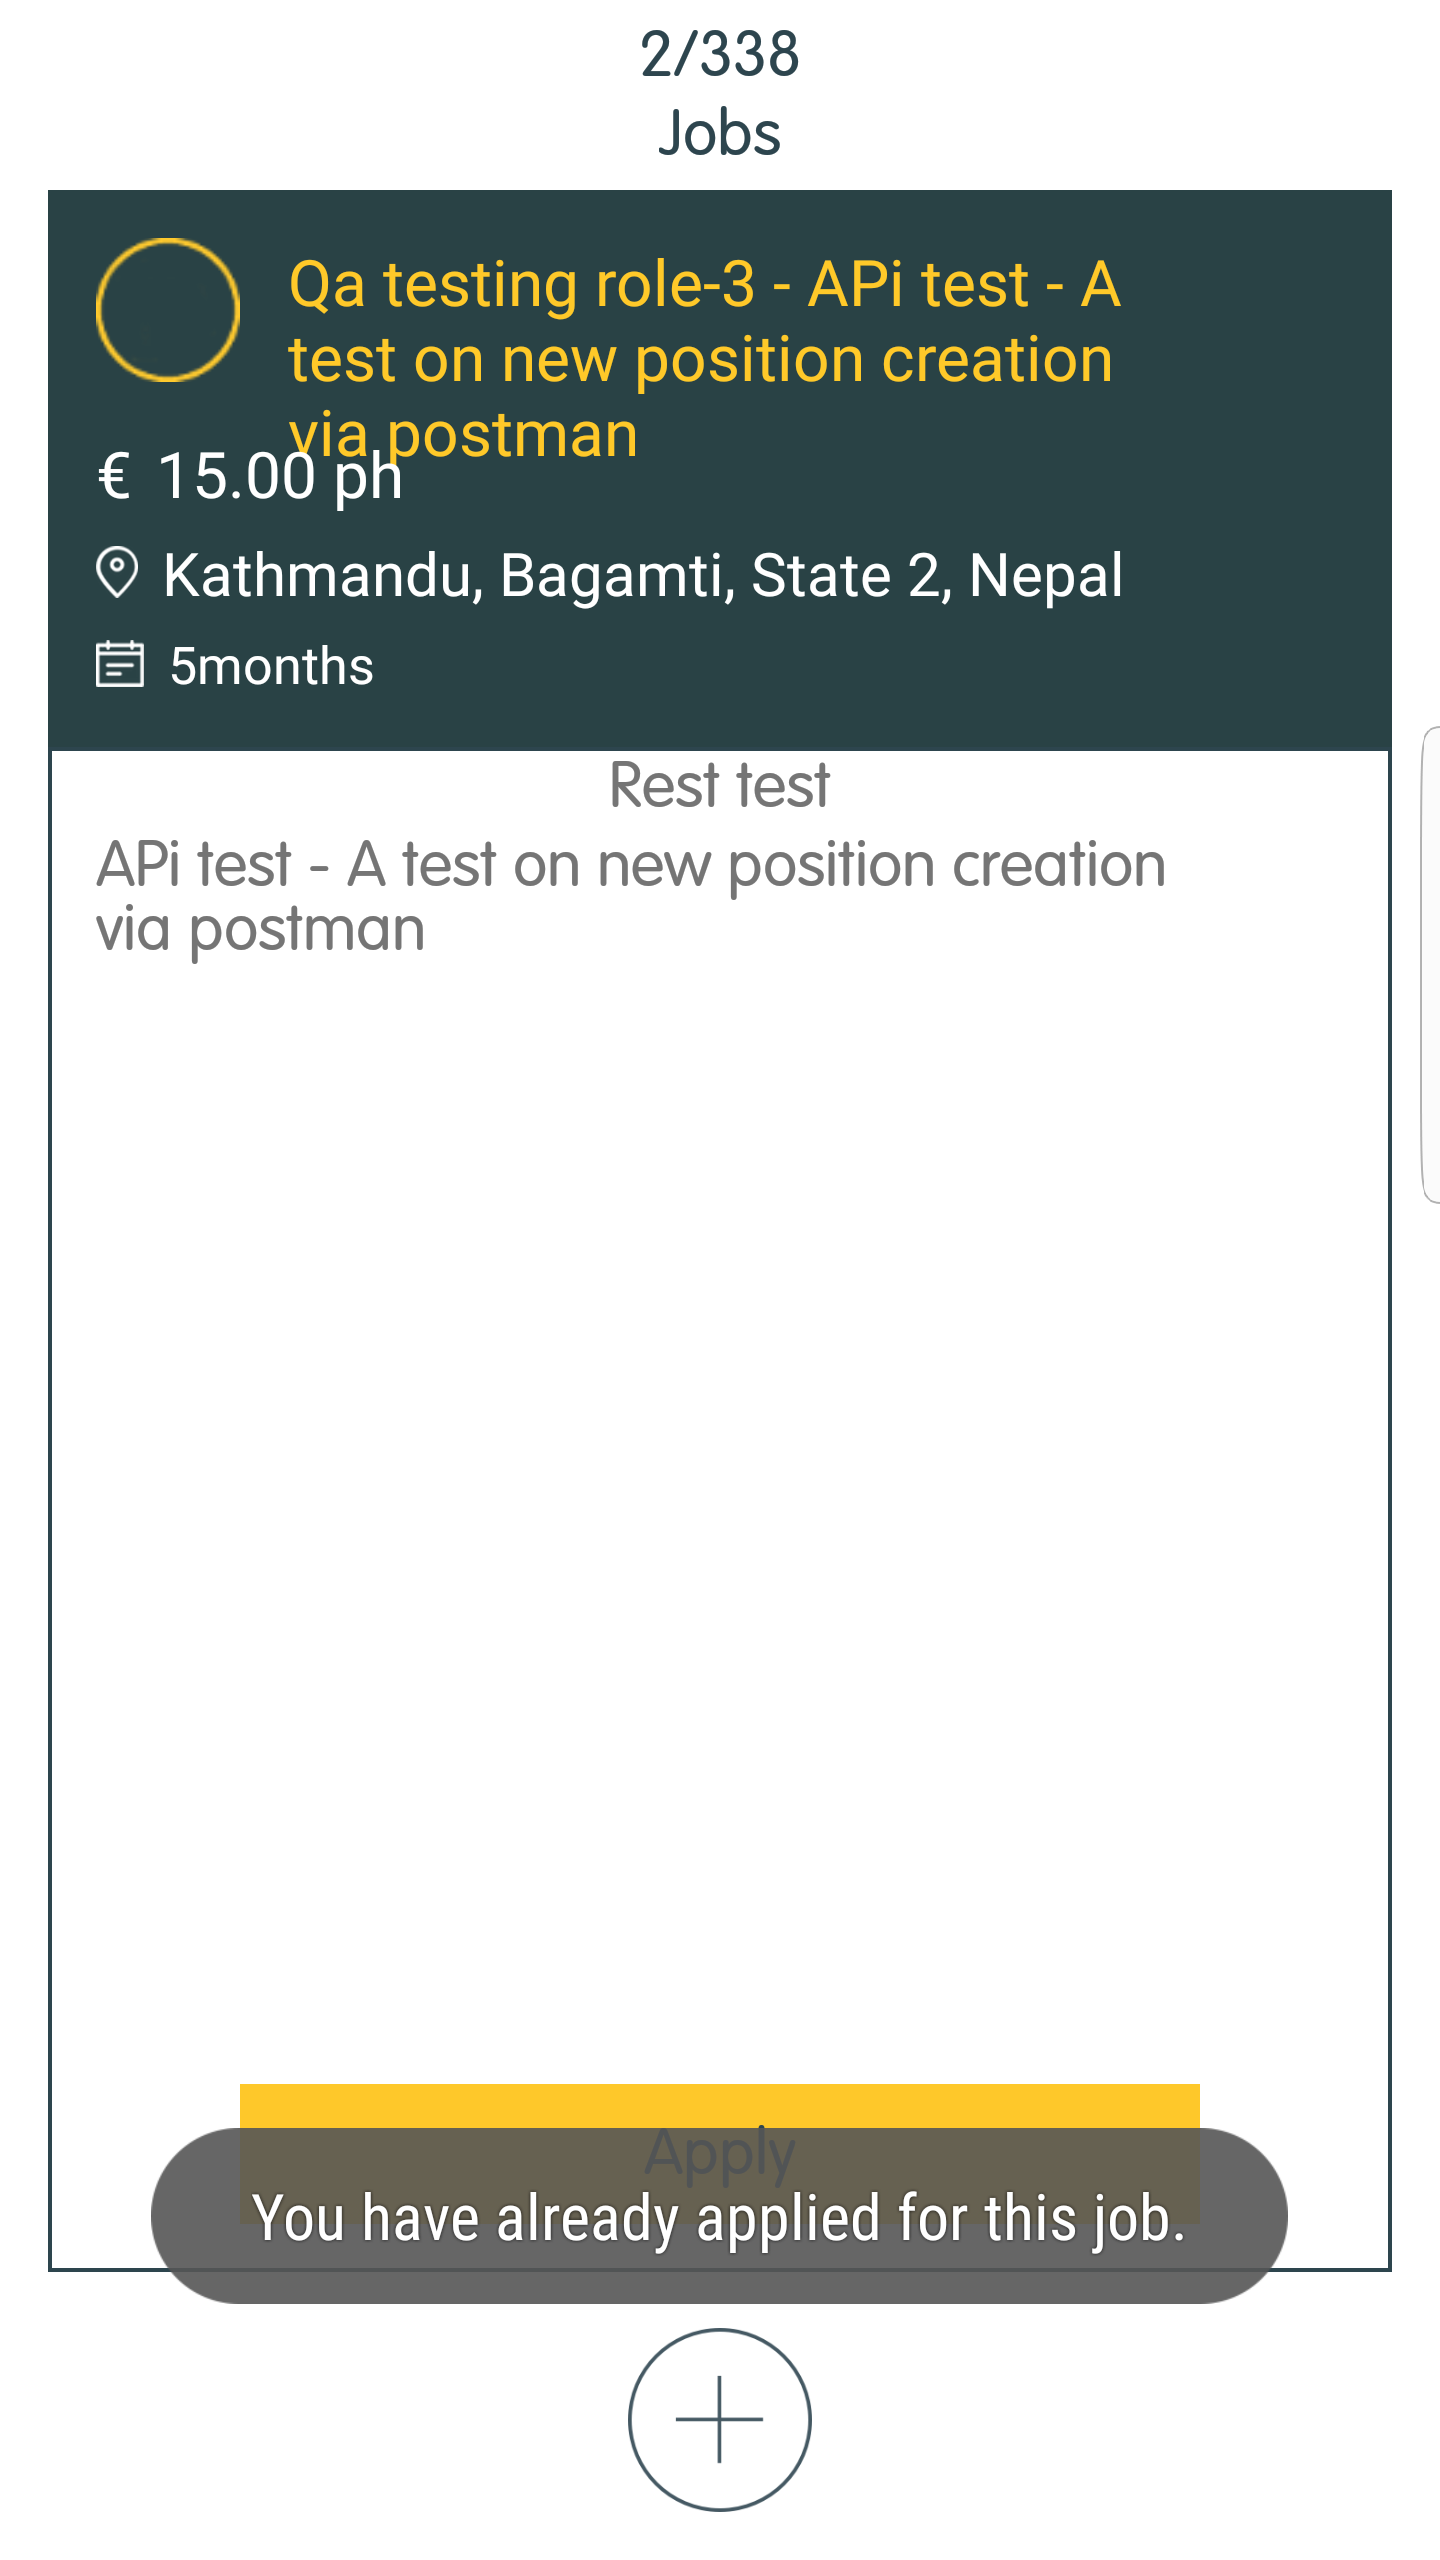 2/338
Jobs
Qa testing role-3 - APi test - A
test on new position creation
via postman
€ 15.00 ph
Kathmandu, Bagamti, State 2, Nepal
5months
Rest test
APi test - A test on new position creation
via postman
Apply
You have already applied for this job.